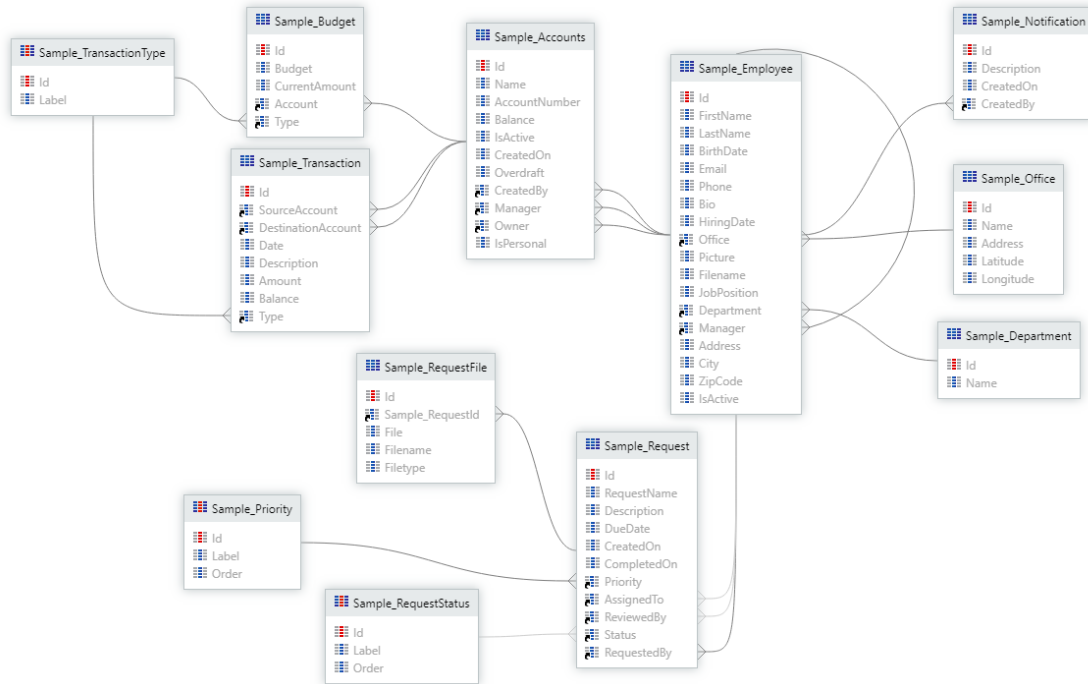 Sample_TransactionType
Id
Label
Sample_Budget
Id
Budget
CurrentAmount
Account
Type
Sample_Transaction
Id
SourceAccount
DestinationAccount
Date
Description
Amount
Balance
Type
Sample_Accounts
Id
Name
AccountNumber
Balance
IsActive
CreatedOn
Overdraft
CreatedBy
Manager
Owner
IsPersonal
Sample_Employee
Id
FirstName
LastName
BirthDate
Email
Phone
Bio
HiringDate
Office
Picture
Filename
JobPosition
Department
Manager
Address
City
ZipCode
IsActive
Sample_Notification
Id
Description
CreatedOn
CreatedBy
Sample_Office
Id
Name
Address
Latitude
Longitude
Sample_Department
Id
Name
Sample_RequestFile
Id
Sample_RequestId
File
Filename
Filetype
Sample_Request
Id
RequestName
Description
DueDate
CreatedOn
CompletedOn
Priority
AssignedTo
ReviewedBy
Status
RequestedBy
Sample_Priority
Id
Label
Order
Sample_RequestStatus
Id
Label
Order